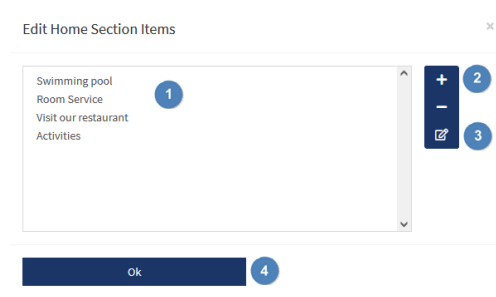 Edit Home Section Items ×
Swimming pool
Room Service
Visit our restaurant
Activities
1
+ 2
−
3
Ok 4